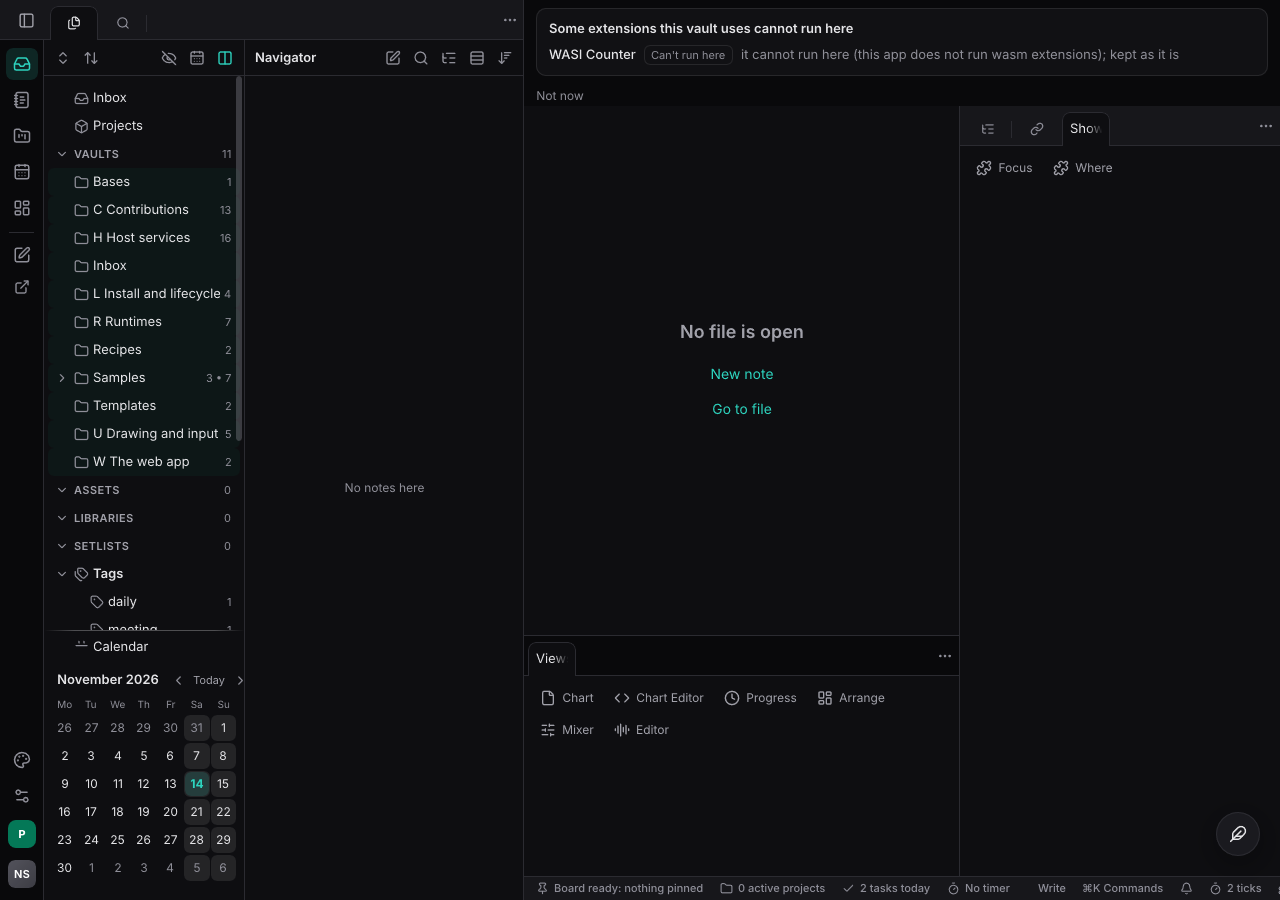 Some extensions this vault uses cannot run here
WASI Counter Can't run here it cannot run here (this app does not run wasm extensions); kept as it is
Not now
Navigator
Inbox
Projects
VAULTS 11
Bases 1
C Contributions 13
H Host services 16
Inbox
L Install and lifecycle 4
R Runtimes 7
Recipes 2
Samples 3 • 7
Templates 2
U Drawing and input 5
W The web app 2
ASSETS 0
LIBRARIES 0
SETLISTS 0
Tags
daily 1
meeting 1
Calendar
November 2026 Today
Mo Tu We Th Fr Sa Su
26 27 28 29 30 31 1
2 3 4 5 6 7 8
9 10 11 12 13 14 15
16 17 18 19 20 21 22
23 24 25 26 27 28 29
30 1 2 3 4 5 6
P
NS
No notes here
No file is open
New note
Go to file
Show
Focus Where
View
Chart Chart Editor Progress Arrange
Mixer Editor
Board ready: nothing pinned 0 active projects 2 tasks today No timer Write ⌘K Commands 2 ticks